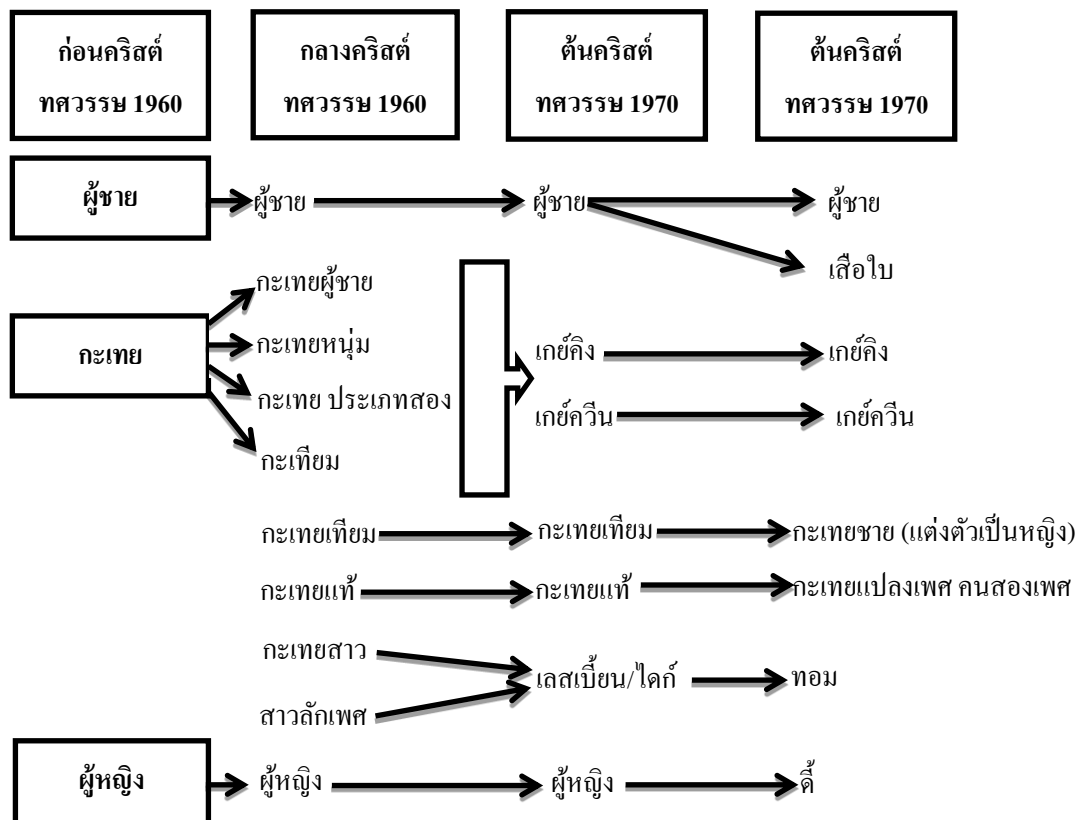 ก่อนคริสต์
ทศวรรษ 1960
กลางคริสต์
ทศวรรษ 1960
ต้นคริสต์
ทศวรรษ 1970
ต้นคริสต์
ทศวรรษ 1970
ผู้ชาย
ผู้ชาย
ผู้ชาย
ผู้ชาย
เสือใบ
กะเทย
กะเทยผู้ชาย
กะเทยหนุ่ม
กะเทย ประเภทสอง
กะเทียม
เกย์คิง
เกย์คิง
เกย์ควีน
เกย์ควีน
กะเทยเทียม
กะเทยเทียม
กะเทยชาย (แต่งตัวเป็นหญิง)
กะเทยแท้
กะเทยแท้
กะเทยแปลงเพศ คนสองเพศ
กะเทยสาว
สาวลักเพศ
เลสเบี้ยน/ไดก์
ทอม
ผู้หญิง
ผู้หญิง
ผู้หญิง
ดี้